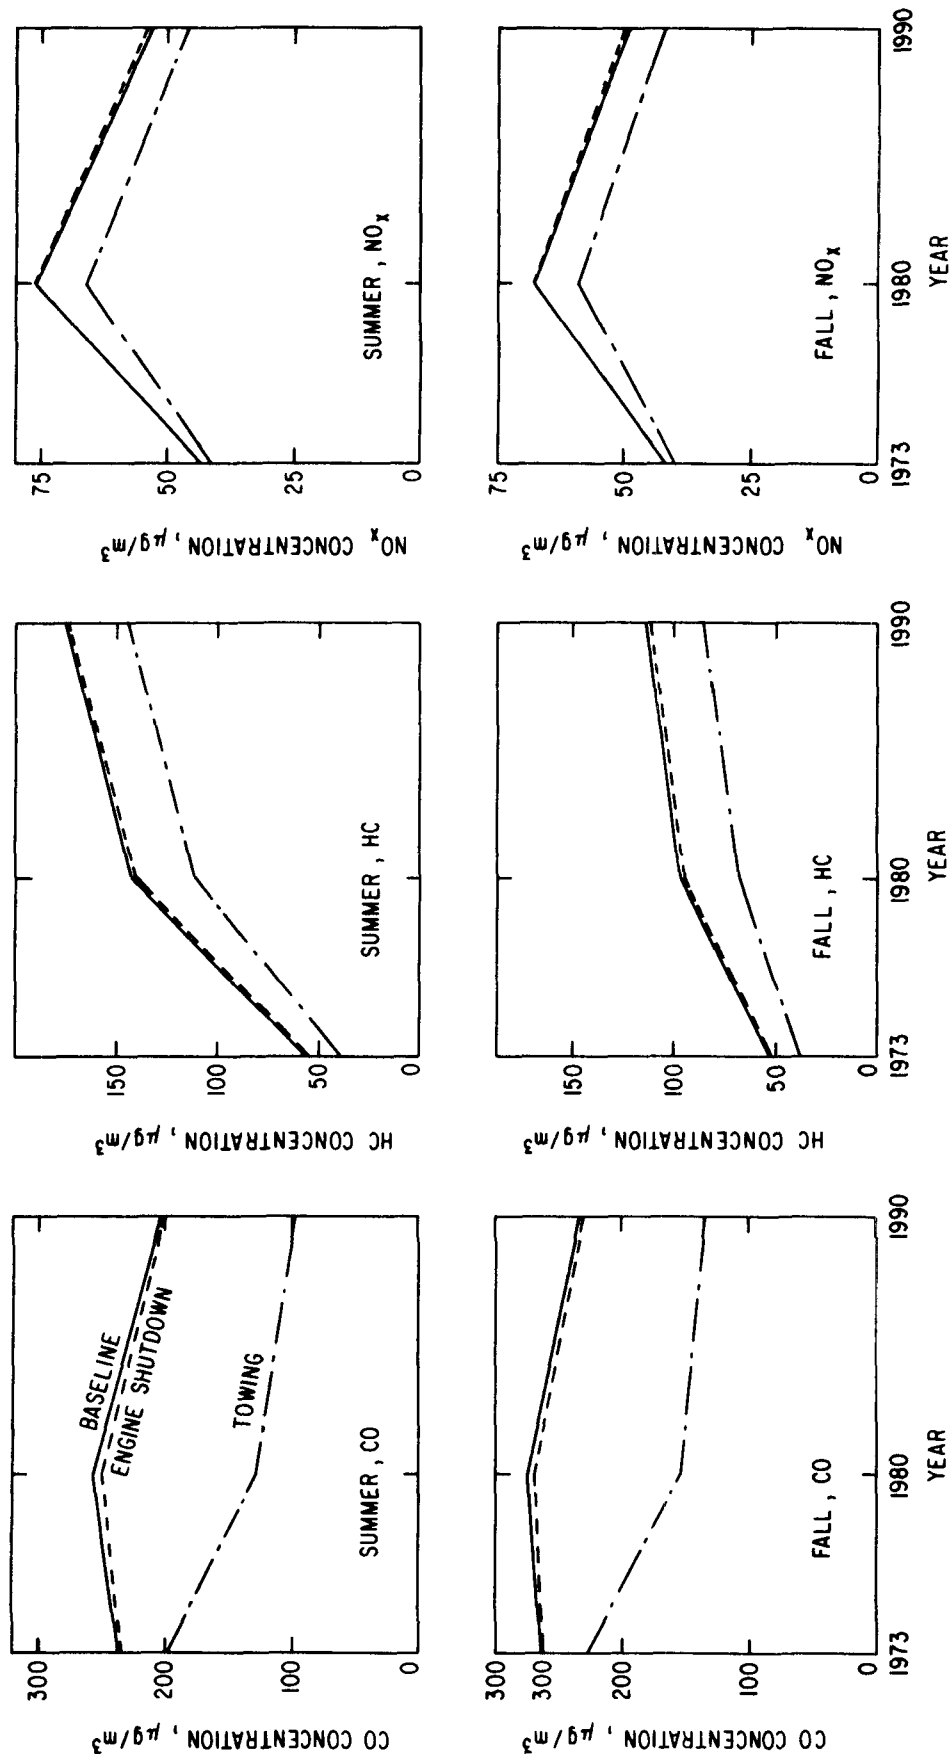 CO CONCENTRATION, μg/m³
300
200
100
0
BASELINE
ENGINE SHUTDOWN
TOWING
SUMMER, CO
HC CONCENTRATION, μg/m³
150
100
50
0
SUMMER, HC
NOx CONCENTRATION, μg/m³
75
50
25
0
SUMMER, NOx
CO CONCENTRATION, μg/m³
300
300
200
100
0
FALL, CO
1973
1980
1990
YEAR
HC CONCENTRATION, μg/m³
150
100
50
0
FALL, HC
1973
1980
1990
YEAR
NOx CONCENTRATION, μg/m³
75
50
25
0
FALL, NOx
1973
1980
1990
YEAR